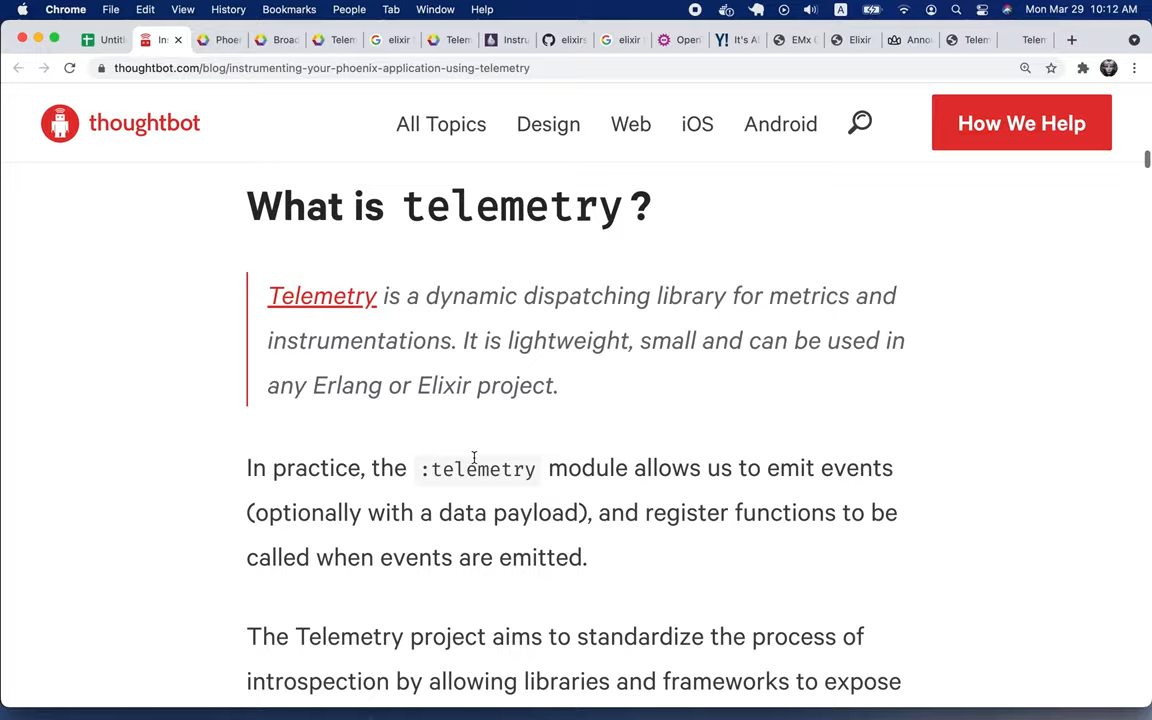 Chrome File Edit View History Bookmarks People Tab Window Help A Mon Mar 29 10:12 AM
Untitl Ins Phoe Broac Telem elixir Telem Instru elixirs elixir Open It's A EMx Elixir Anno Telem Telem
thoughtbot.com/blog/instrumenting-your-phoenix-application-using-telemetry
thoughtbot All Topics Design Web iOS Android How We Help
What is telemetry?
Telemetry is a dynamic dispatching library for metrics and
instrumentations. It is lightweight, small and can be used in
any Erlang or Elixir project.
In practice, the :telemetry module allows us to emit events
(optionally with a data payload), and register functions to be
called when events are emitted.
The Telemetry project aims to standardize the process of
introspection by allowing libraries and frameworks to expose